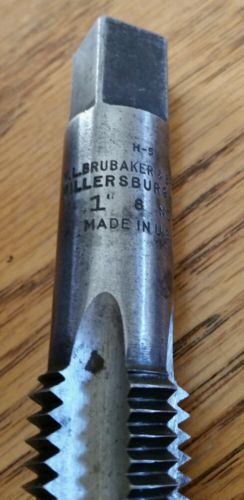 H-5
L.BRUBAKER &
MILLERSBURG
1" 8 N
MADE IN U.S.